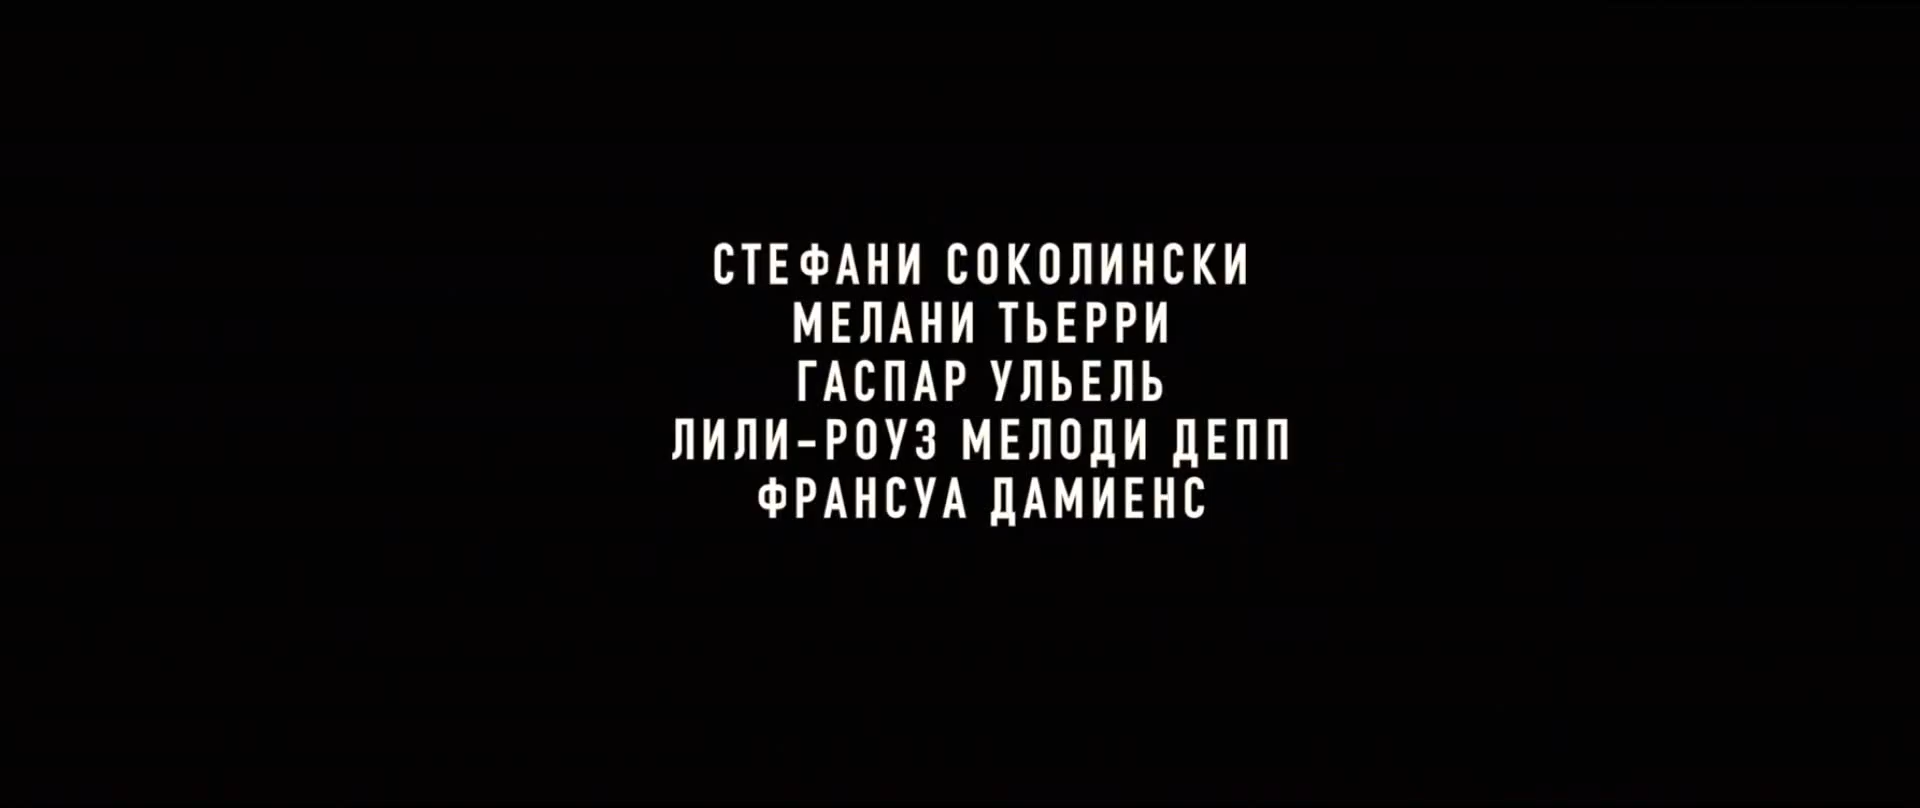 СТЕФАНИ СОКОЛИНСКИ
МЕЛАНИ ТЬЕРРИ
ГАСПАР УЛЬЕЛЬ
ЛИЛИ-РОУЗ МЕЛОДИ ДЕПП
ФРАНСУА ДАМИЕНС